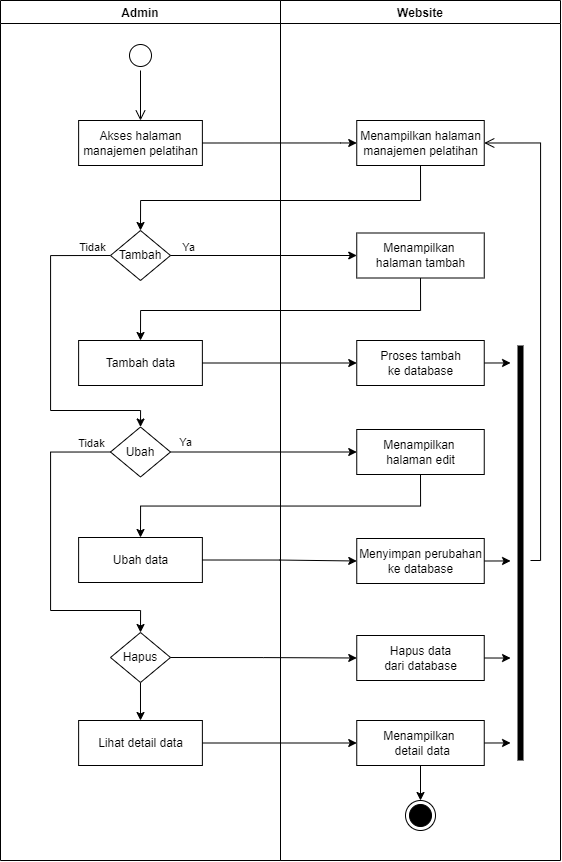 Admin
Website
Akses halaman
manajemen pelatihan
Menampilkan halaman
manajemen pelatihan
Tidak
Tambah
Ya
Menampilkan
halaman tambah
Tambah data
Proses tambah
ke database
Tidak
Ubah
Ya
Menampilkan
halaman edit
Ubah data
Menyimpan perubahan
ke database
Hapus
Hapus data
dari database
Lihat detail data
Menampilkan
detail data